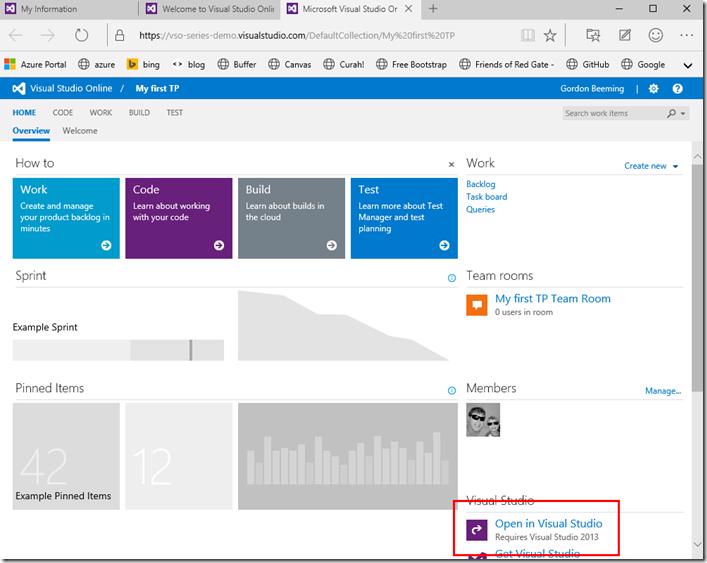 My Information
Welcome to Visual Studio Onlin
Microsoft Visual Studio On
https://vso-series-demo.visualstudio.com/DefaultCollection/My%20first%20TP
Azure Portal azure bing blog Buffer Canvas Curah! Free Bootstrap Friends of Red Gate - GitHub Google
Visual Studio Online / My first TP Gordon Beeming
HOME CODE WORK BUILD TEST Search work items
Overview Welcome
How to
Work
Create and manage
your product backlog in
minutes
Code
Learn about working
with your code
Build
Learn about builds in
the cloud
Test
Learn more about Test
Manager and test
planning
Work Create new
Backlog
Task board
Queries
Sprint
Example Sprint
Team rooms
My first TP Team Room
0 users in room
Pinned Items
42
12
Example Pinned Items
Members Manage...
Visual Studio
Open in Visual Studio
Requires Visual Studio 2013
Get Visual Studio